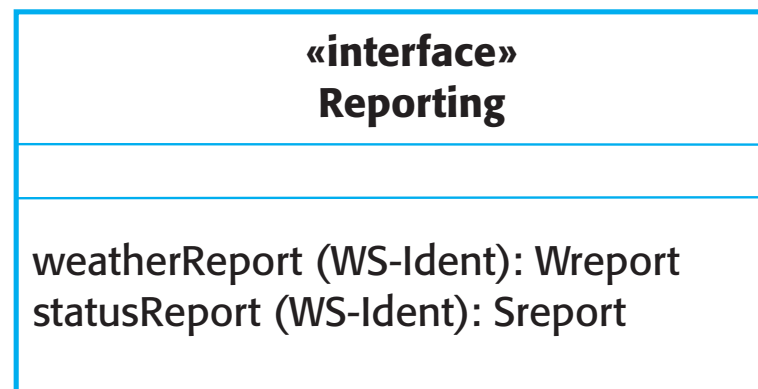 «interface»
Reporting
weatherReport (WS-Ident): Wreport
statusReport (WS-Ident): Sreport